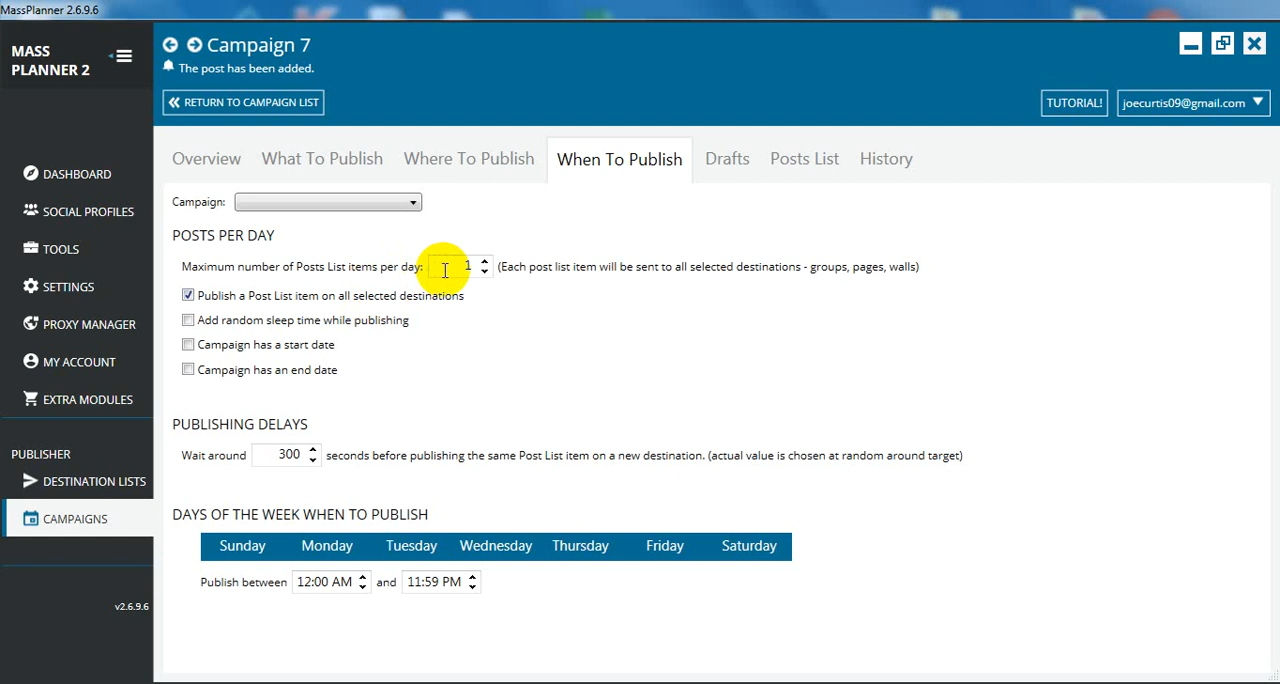 MassPlanner 2.6.9.6
MASS
PLANNER 2
Campaign 7
The post has been added.
RETURN TO CAMPAIGN LIST
TUTORIAL!
joecurtis09@gmail.com
DASHBOARD
SOCIAL PROFILES
TOOLS
SETTINGS
PROXY MANAGER
MY ACCOUNT
EXTRA MODULES
PUBLISHER
DESTINATION LISTS
CAMPAIGNS
v2.6.9.6
Overview What To Publish Where To Publish When To Publish Drafts Posts List History
Campaign:
POSTS PER DAY
Maximum number of Posts List items per day: 1 (Each post list item will be sent to all selected destinations - groups, pages, walls)
Publish a Post List item on all selected destinations
Add random sleep time while publishing
Campaign has a start date
Campaign has an end date
PUBLISHING DELAYS
Wait around 300 seconds before publishing the same Post List item on a new destination. (actual value is chosen at random around target)
DAYS OF THE WEEK WHEN TO PUBLISH
Sunday Monday Tuesday Wednesday Thursday Friday Saturday
Publish between 12:00 AM and 11:59 PM